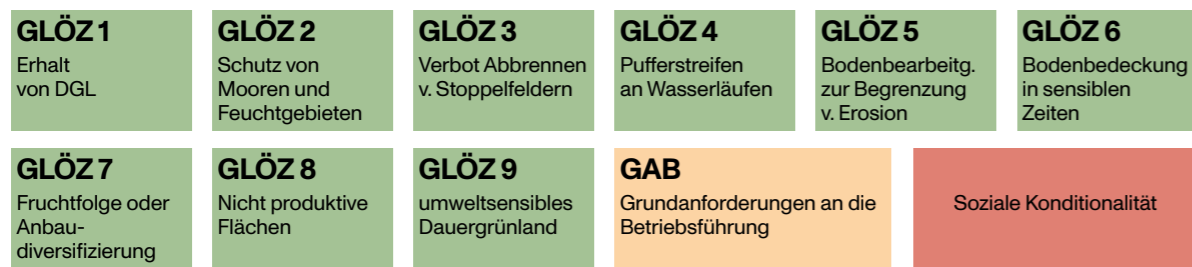 GLÖZ 1
Erhalt
von DGL
GLÖZ 2
Schutz von
Mooren und
Feuchtgebieten
GLÖZ 3
Verbot Abbrennen
v. Stoppelfeldern
GLÖZ 4
Pufferstreifen
an Wasserläufen
GLÖZ 5
Bodenbearbeitg.
zur Begrenzung
v. Erosion
GLÖZ 6
Bodenbedeckung
in sensiblen
Zeiten
GLÖZ 7
Fruchtfolge oder
Anbau-
diversifizierung
GLÖZ 8
Nicht produktive
Flächen
GLÖZ 9
umweltsensibles
Dauergrünland
GAB
Grundanforderungen an die
Betriebsführung
Soziale Konditionalität